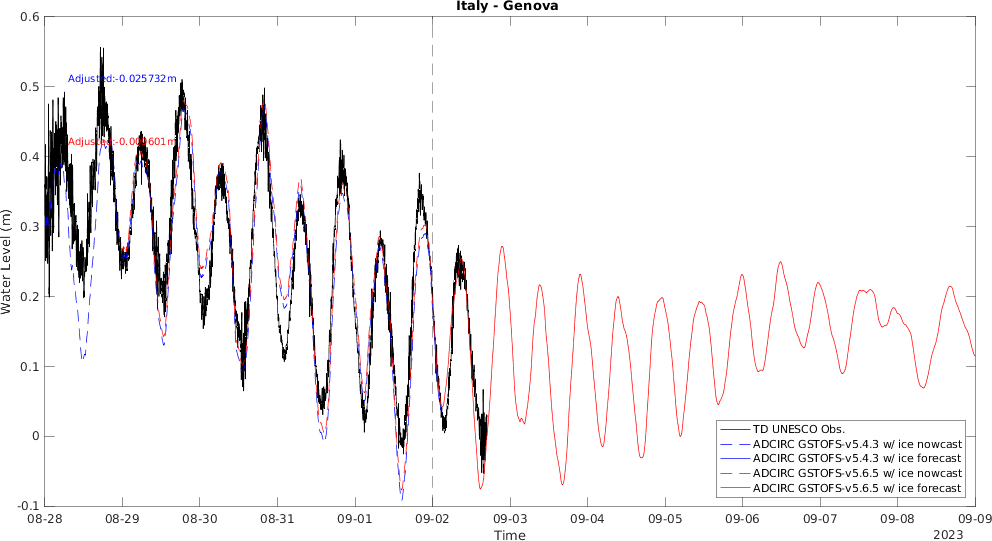 Italy - Genova
0.6
0.5
0.4
0.3
0.2
0.1
0
-0.1
Water Level (m)
Adjusted:-0.025732m
Adjusted:-0.009601m
TD UNESCO Obs.
ADCIRC GSTOFS-v5.4.3 w/ ice nowcast
ADCIRC GSTOFS-v5.4.3 w/ ice forecast
ADCIRC GSTOFS-v5.6.5 w/ ice nowcast
ADCIRC GSTOFS-v5.6.5 w/ ice forecast
08-28 08-29 08-30 08-31 09-01 09-02 09-03 09-04 09-05 09-06 09-07 09-08 09-09
Time
2023